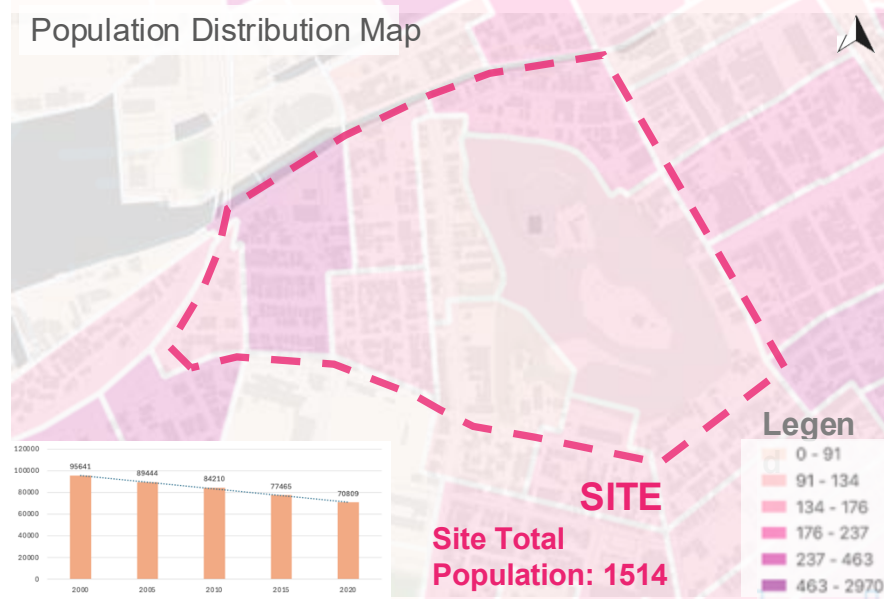 Population Distribution Map
120000
100000
80000
60000
40000
20000
0
95641
89444
84210
77465
70809
2000
2005
2010
2015
2020
SITE
Site Total
Population: 1514
Legen
0 - 91
91 - 134
134 - 176
176 - 237
237 - 463
463 - 2970